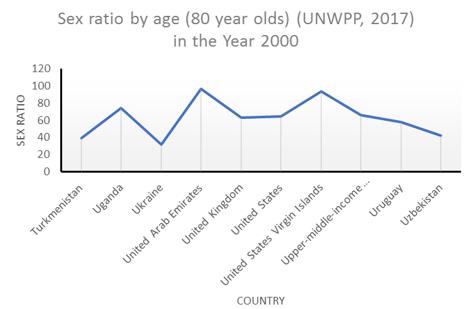 Sex ratio by age (80 year olds) (UNWPP, 2017)
in the Year 2000
SEX RATIO
120
100
80
60
40
20
0
Turkmenistan
Uganda
Ukraine
United Arab Emirates
United Kingdom
United States
United States Virgin Islands
Upper-middle-income...
Uruguay
Uzbekistan
COUNTRY